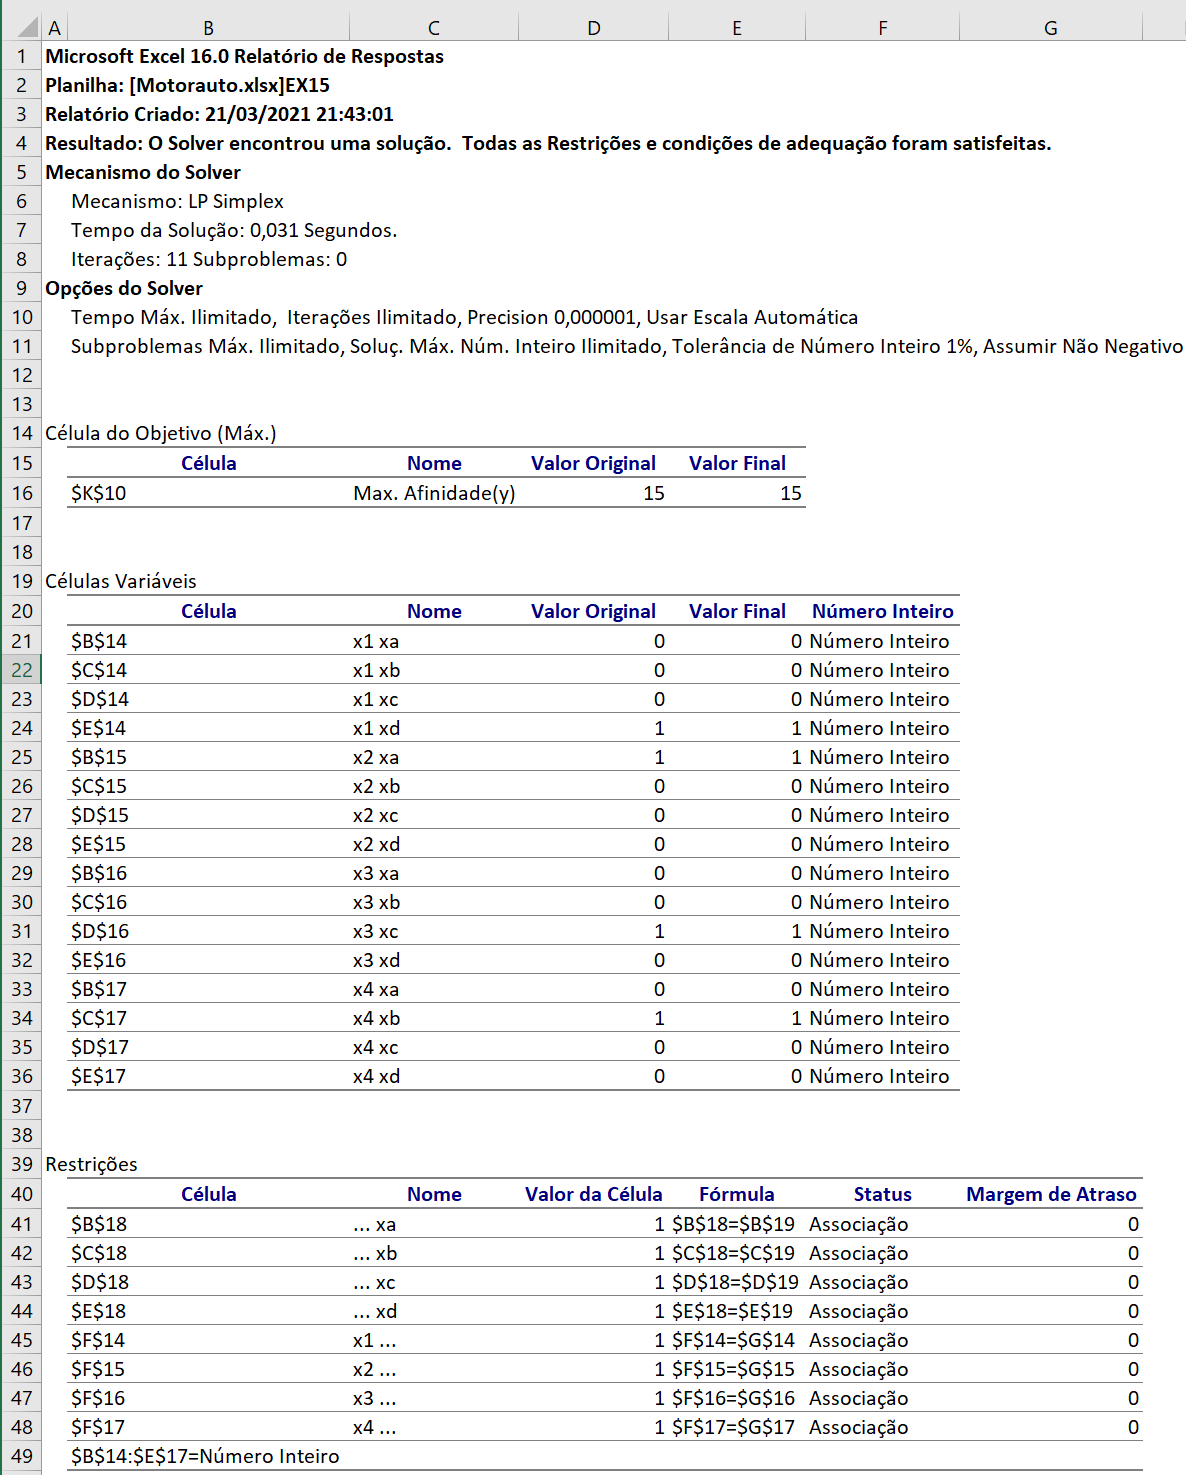 A B C D E F G
1 Microsoft Excel 16.0 Relatório de Respostas
2 Planilha: [Motorauto.xlsx]EX15
3 Relatório Criado: 21/03/2021 21:43:01
4 Resultado: O Solver encontrou uma solução.  Todas as Restrições e condições de adequação foram satisfeitas.
5 Mecanismo do Solver
6 Mecanismo: LP Simplex
7 Tempo da Solução: 0,031 Segundos.
8 Iterações: 11 Subproblemas: 0
9 Opções do Solver
10 Tempo Máx. Ilimitado,  Iterações Ilimitado, Precision 0,000001, Usar Escala Automática
11 Subproblemas Máx. Ilimitado, Soluç. Máx. Núm. Inteiro Ilimitado, Tolerância de Número Inteiro 1%, Assumir Não Negativo
12
13
14 Célula do Objetivo (Máx.)
15 Célula Nome Valor Original Valor Final
16 $K$10 Max. Afinidade(y) 15 15
17
18
19 Células Variáveis
20 Célula Nome Valor Original Valor Final Número Inteiro
21 $B$14 x1 xa 0 0 Número Inteiro
22 $C$14 x1 xb 0 0 Número Inteiro
23 $D$14 x1 xc 0 0 Número Inteiro
24 $E$14 x1 xd 1 1 Número Inteiro
25 $B$15 x2 xa 1 1 Número Inteiro
26 $C$15 x2 xb 0 0 Número Inteiro
27 $D$15 x2 xc 0 0 Número Inteiro
28 $E$15 x2 xd 0 0 Número Inteiro
29 $B$16 x3 xa 0 0 Número Inteiro
30 $C$16 x3 xb 0 0 Número Inteiro
31 $D$16 x3 xc 1 1 Número Inteiro
32 $E$16 x3 xd 0 0 Número Inteiro
33 $B$17 x4 xa 0 0 Número Inteiro
34 $C$17 x4 xb 1 1 Número Inteiro
35 $D$17 x4 xc 0 0 Número Inteiro
36 $E$17 x4 xd 0 0 Número Inteiro
37
38
39 Restrições
40 Célula Nome Valor da Célula Fórmula Status Margem de Atraso
41 $B$18 ... xa 1 $B$18=$B$19 Associação 0
42 $C$18 ... xb 1 $C$18=$C$19 Associação 0
43 $D$18 ... xc 1 $D$18=$D$19 Associação 0
44 $E$18 ... xd 1 $E$18=$E$19 Associação 0
45 $F$14 x1 ... 1 $F$14=$G$14 Associação 0
46 $F$15 x2 ... 1 $F$15=$G$15 Associação 0
47 $F$16 x3 ... 1 $F$16=$G$16 Associação 0
48 $F$17 x4 ... 1 $F$17=$G$17 Associação 0
49 $B$14:$E$17=Número Inteiro